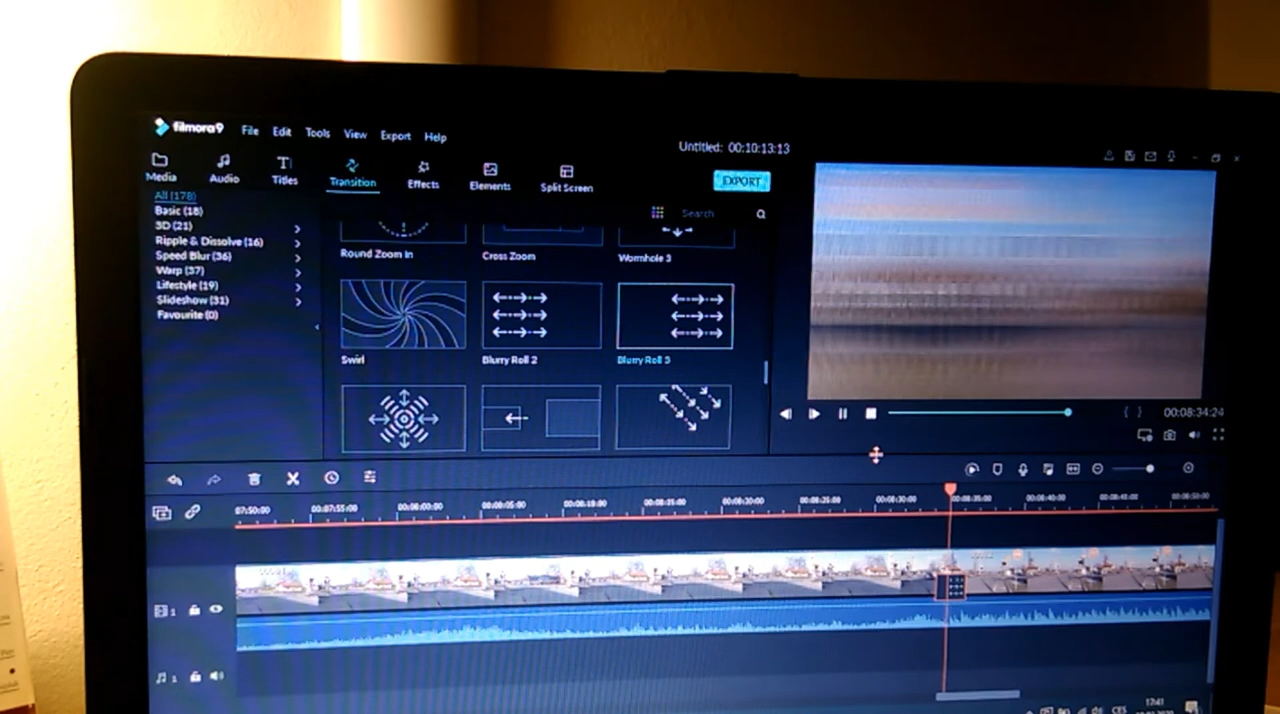 filmora9 File Edit Tools View Export Help
Untitled: 00:10:13:13
Media Audio Titles Transition Effects Elements Split Screen
EXPORT
All (178)
Basic (18)
3D (21)
Ripple & Dissolve (16)
Speed Blur (36)
Warp (37)
Lifestyle (19)
Slideshow (31)
Favourite (0)
Search
Round Zoom In Cross Zoom Wormhole 3
Swirl Blurry Roll 2 Blurry Roll 3
{ } 00:08:34:24
07:50:00 00:07:55:00 00:08:00:00 00:08:05:00 00:08:10:00 00:08:15:00 00:08:20:00 00:08:25:00 00:08:30:00 00:08:35:00 00:08:40:00 00:08:45:00 00:08:50:00
1
1
CES 17:41